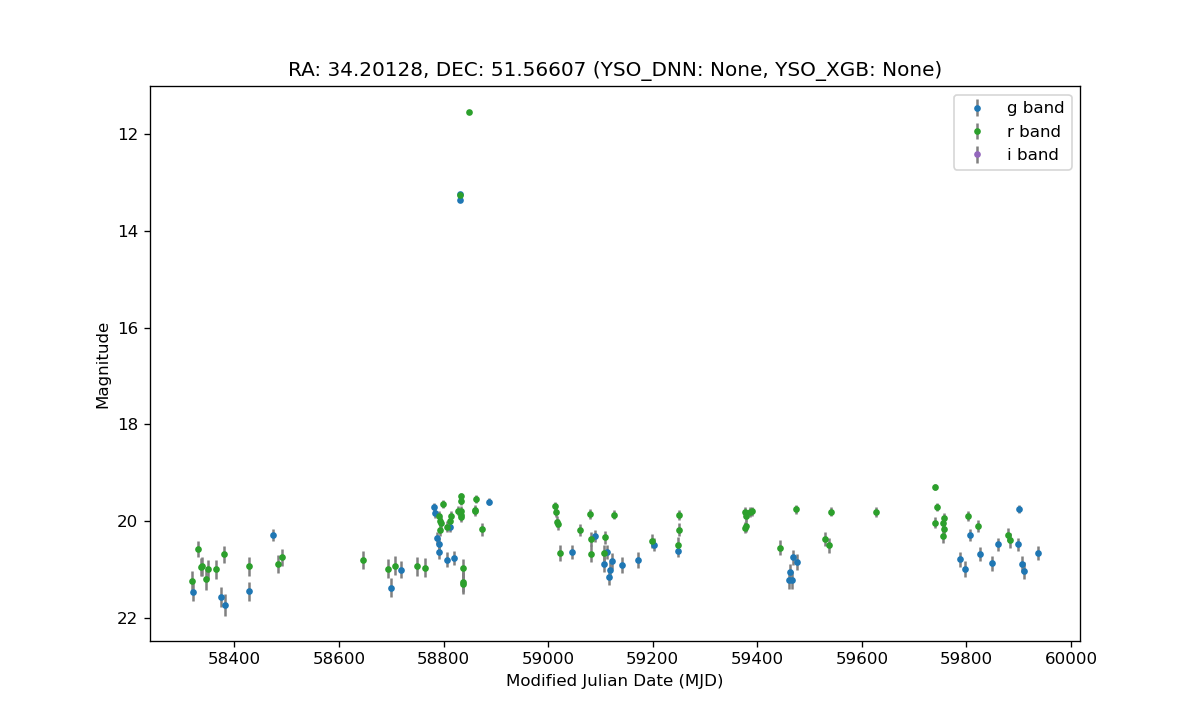 RA: 34.20128, DEC: 51.56607 (YSO_DNN: None, YSO_XGB: None)
g band
r band
i band
12
14
16
18
20
22
Magnitude
58400 58600 58800 59000 59200 59400 59600 59800 60000
Modified Julian Date (MJD)